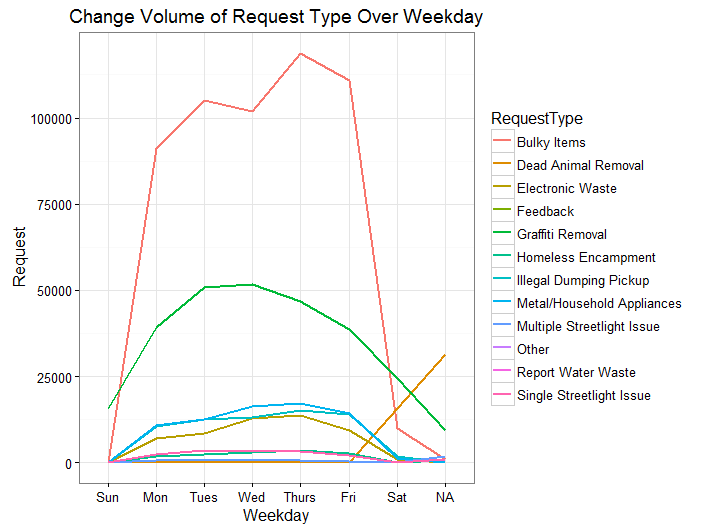 Change Volume of Request Type Over Weekday
Request
100000
75000
50000
25000
0
Sun Mon Tues Wed Thurs Fri Sat NA
Weekday
RequestType
Bulky Items
Dead Animal Removal
Electronic Waste
Feedback
Graffiti Removal
Homeless Encampment
Illegal Dumping Pickup
Metal/Household Appliances
Multiple Streetlight Issue
Other
Report Water Waste
Single Streetlight Issue